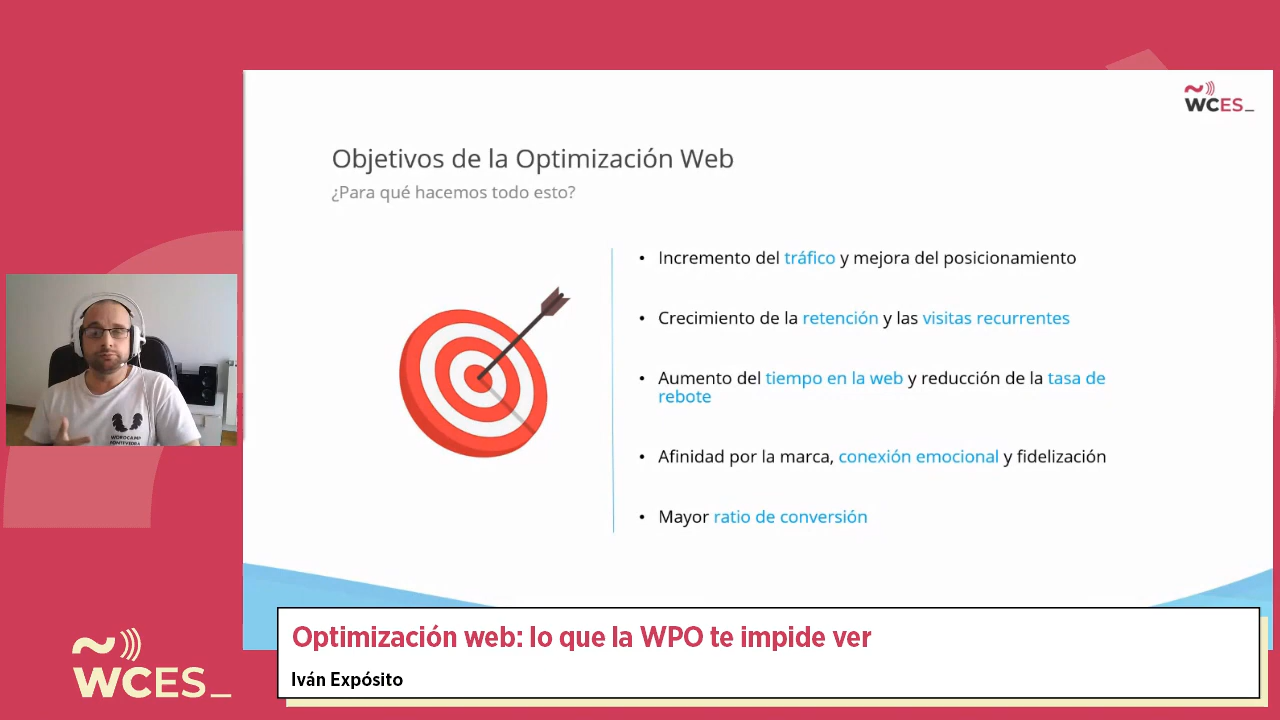 WCES_
Objetivos de la Optimización Web
¿Para qué hacemos todo esto?
• Incremento del tráfico y mejora del posicionamiento
• Crecimiento de la retención y las visitas recurrentes
• Aumento del tiempo en la web y reducción de la tasa de
rebote
• Afinidad por la marca, conexión emocional y fidelización
• Mayor ratio de conversión
WORDCAMP
PONTEVEDRA
Optimización web: lo que la WPO te impide ver
Iván Expósito
WCES_